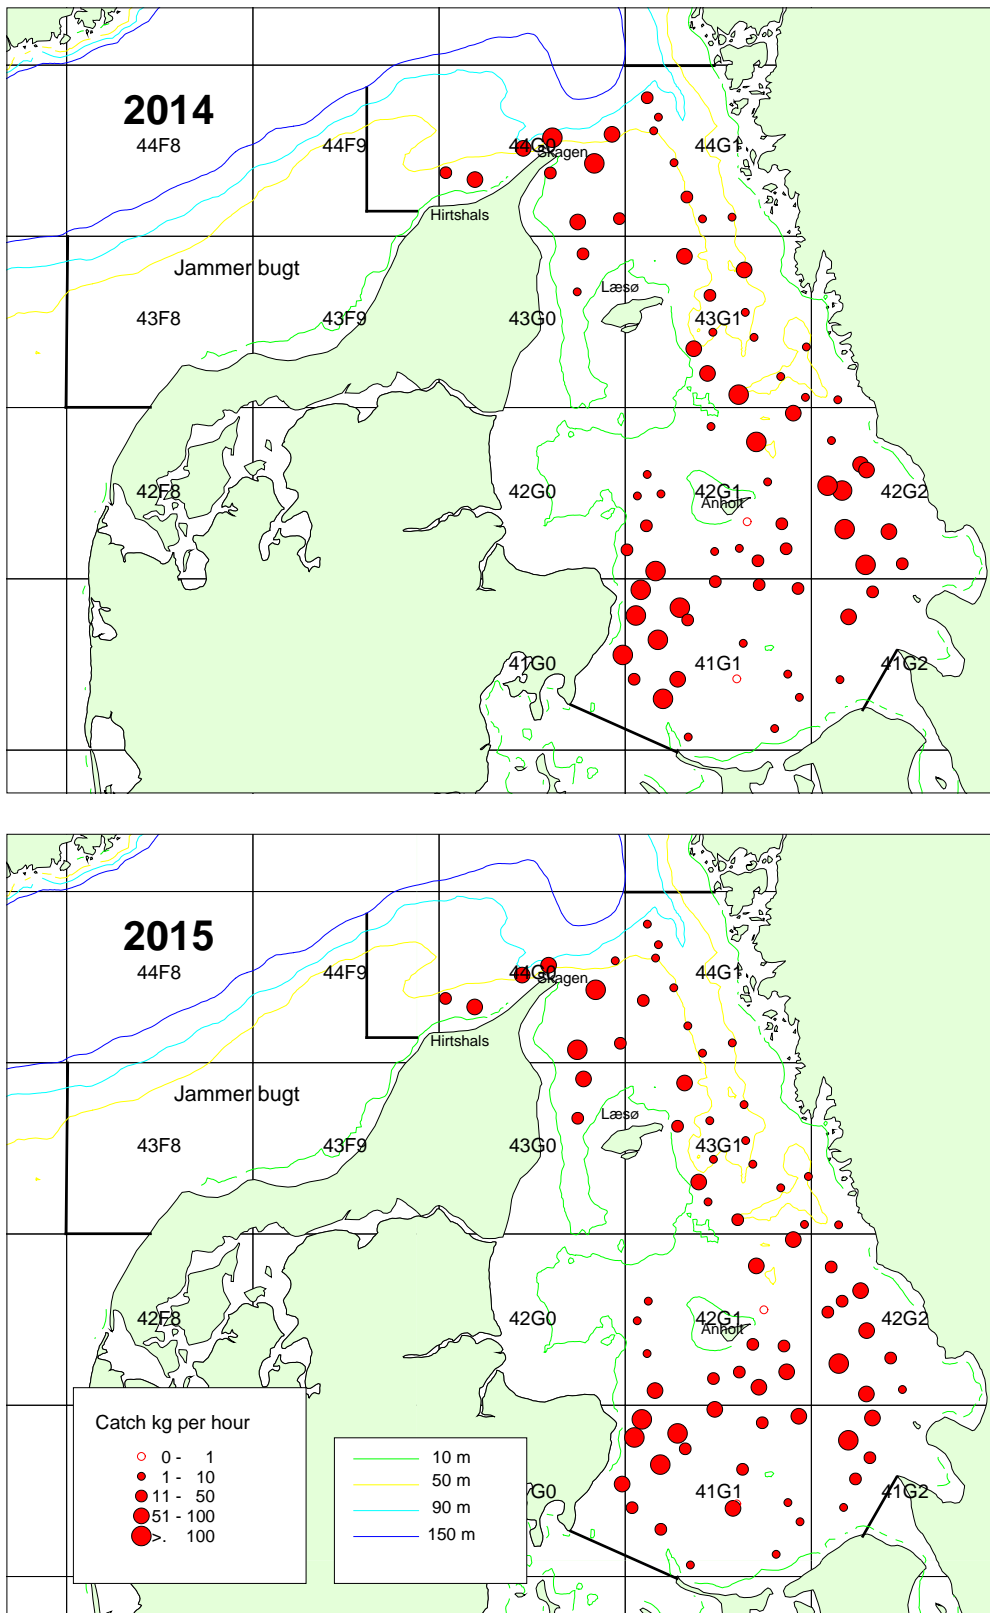 2014
44F8
44F9
44G0
44G1
Skagen
Hirtshals
Jammer bugt
Læsø
43F8
43F9
43G0
43G1
42F8
42G0
42G1
42G2
Anholt
41G0
41G1
41G2
2015
44F8
44F9
44G0
44G1
Skagen
Hirtshals
Jammer bugt
Læsø
43F8
43F9
43G0
43G1
42F8
42G0
42G1
42G2
Anholt
G0
41G1
41G2
Catch kg per hour
0 - 1
1 - 10
11 - 50
51 - 100
>. 100
10 m
50 m
90 m
150 m